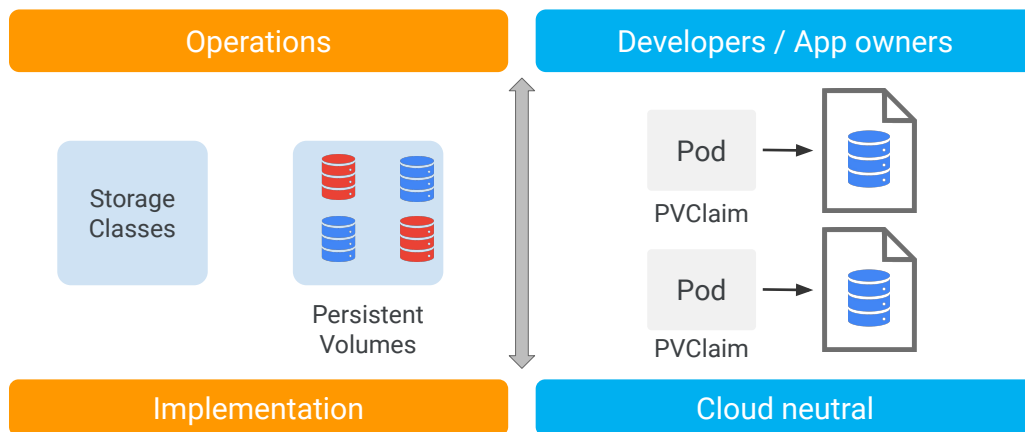 Operations
Developers / App owners
Storage
Classes
Persistent
Volumes
Pod
PVClaim
Pod
PVClaim
Implementation
Cloud neutral